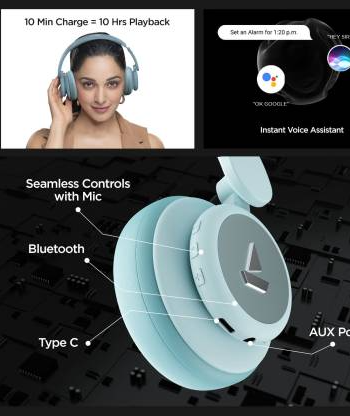 10 Min Charge = 10 Hrs Playback
Set an Alarm for 1:20 p.m.
"OK GOOGLE"
Instant Voice Assistant
Seamless Controls
with Mic
Bluetooth
Type C
AUX